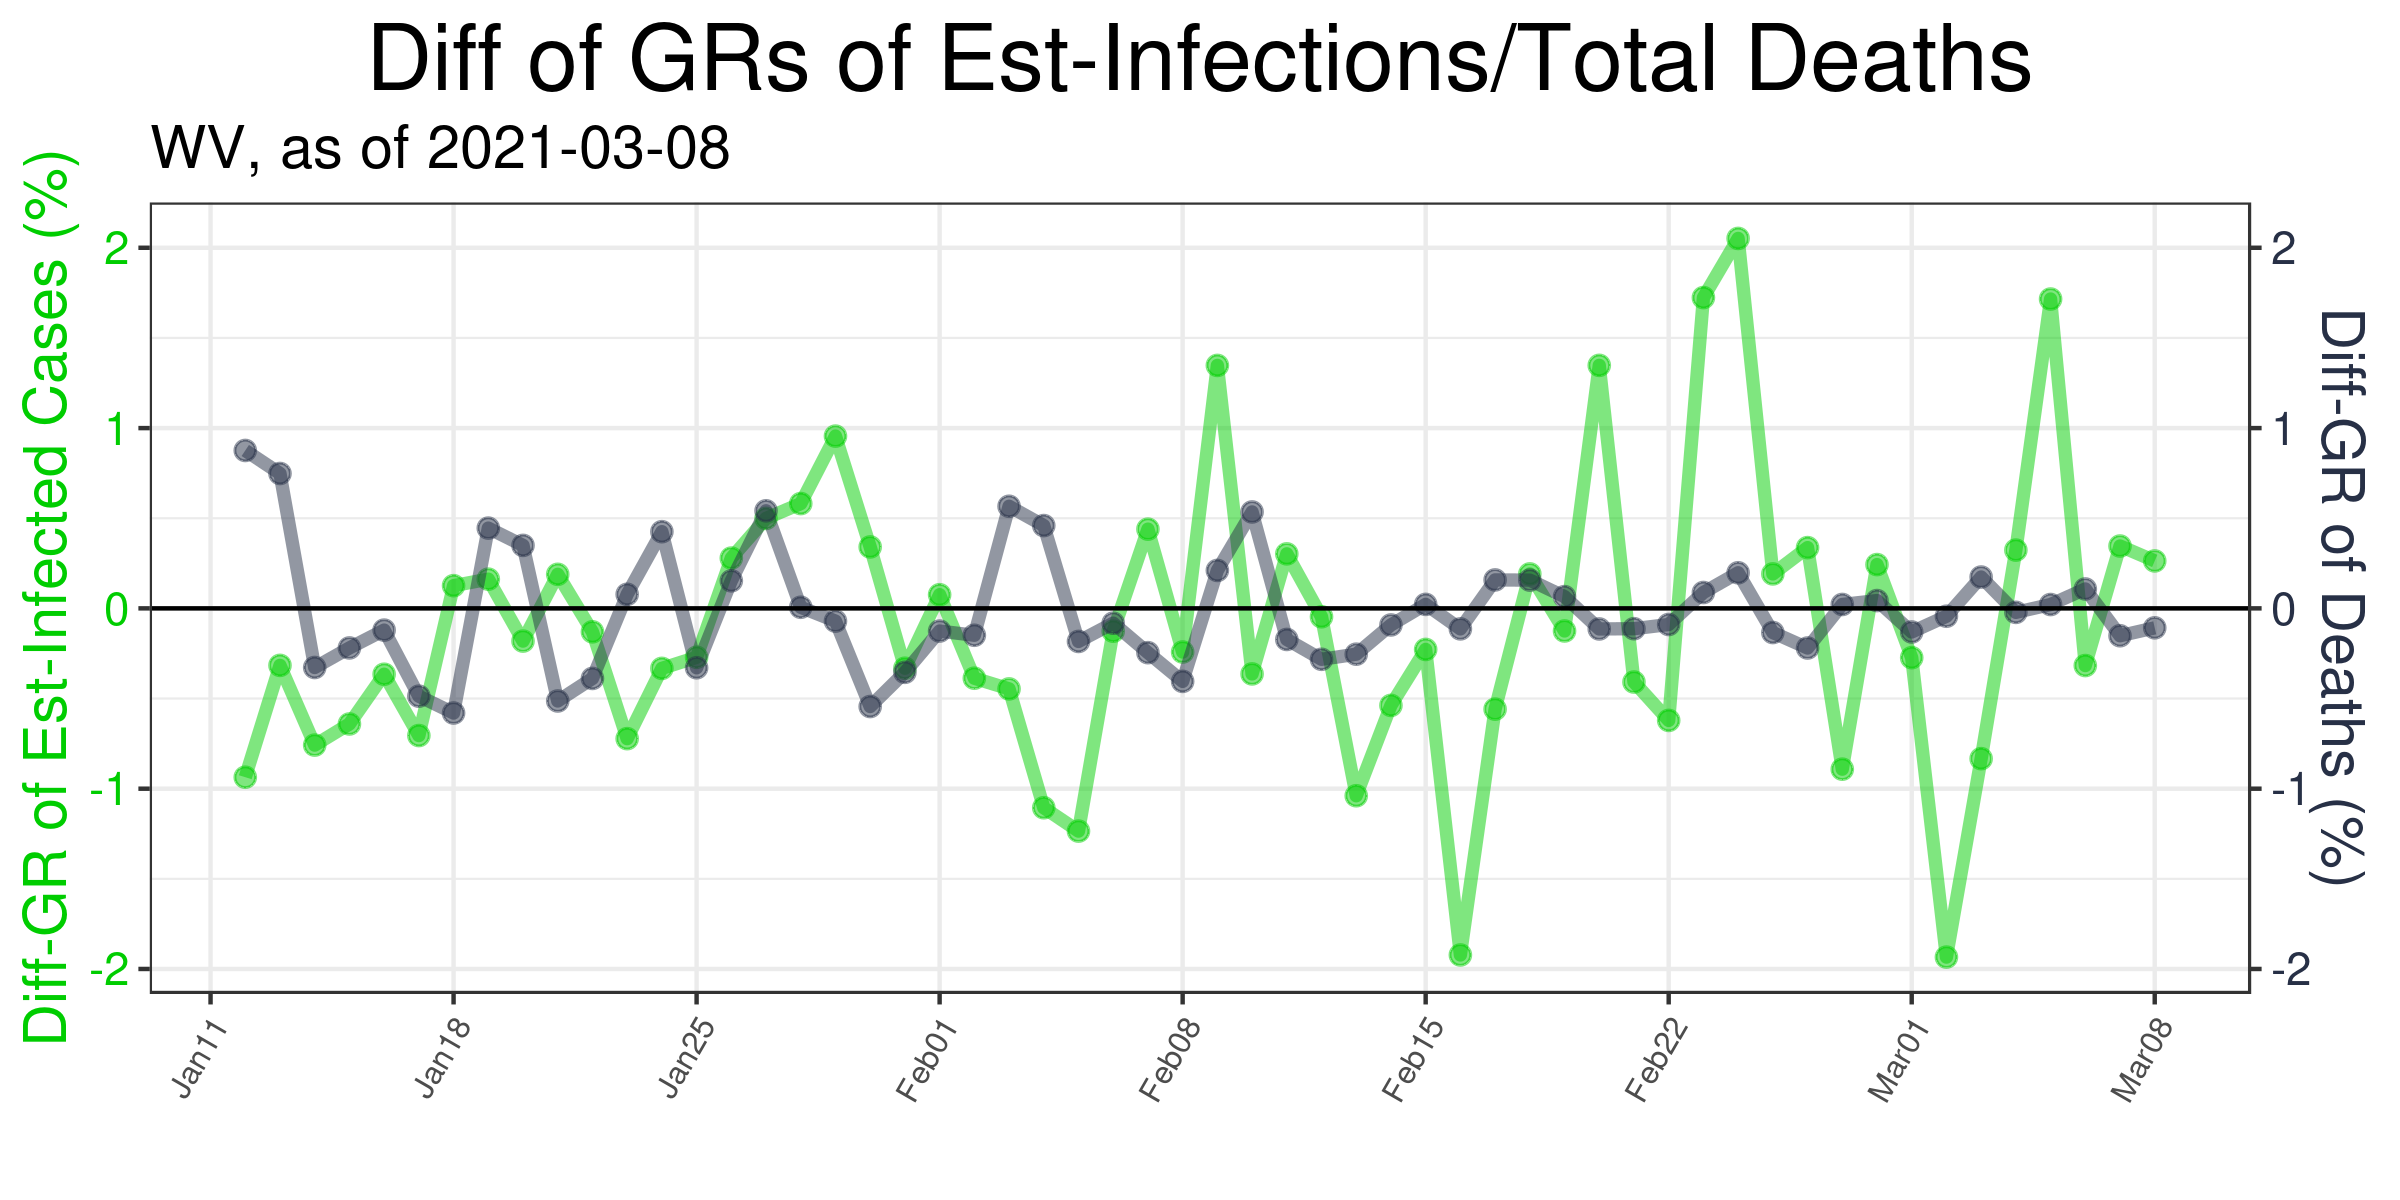 Diff of GRs of Est-Infections/Total Deaths
WV, as of 2021-03-08
Diff-GR of Est-Infected Cases (%)
2
1
0
-1
-2
2
1
0
-1
-2
Diff-GR of Deaths (%)
Jan11
Jan18
Jan25
Feb01
Feb08
Feb15
Feb22
Mar01
Mar08